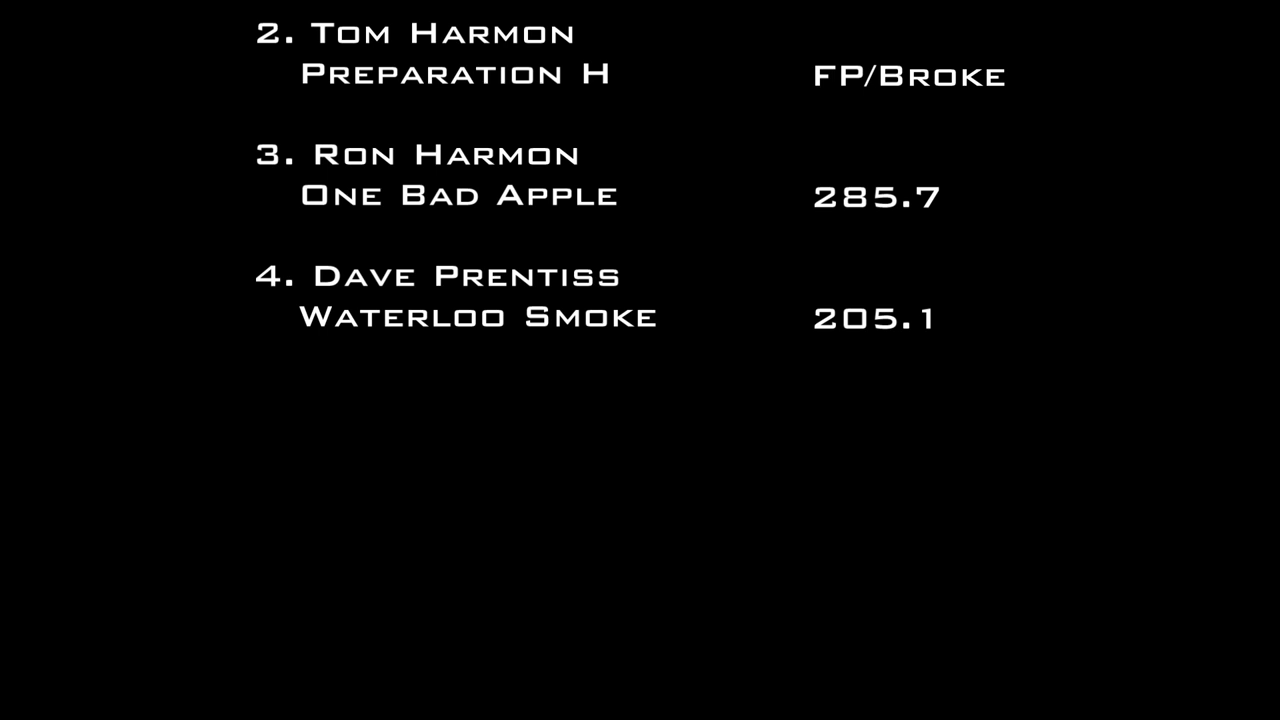 2. Tom Harmon
Preparation H FP/Broke
3. Ron Harmon
One Bad Apple 285.7
4. Dave Prentiss
Waterloo Smoke 205.1